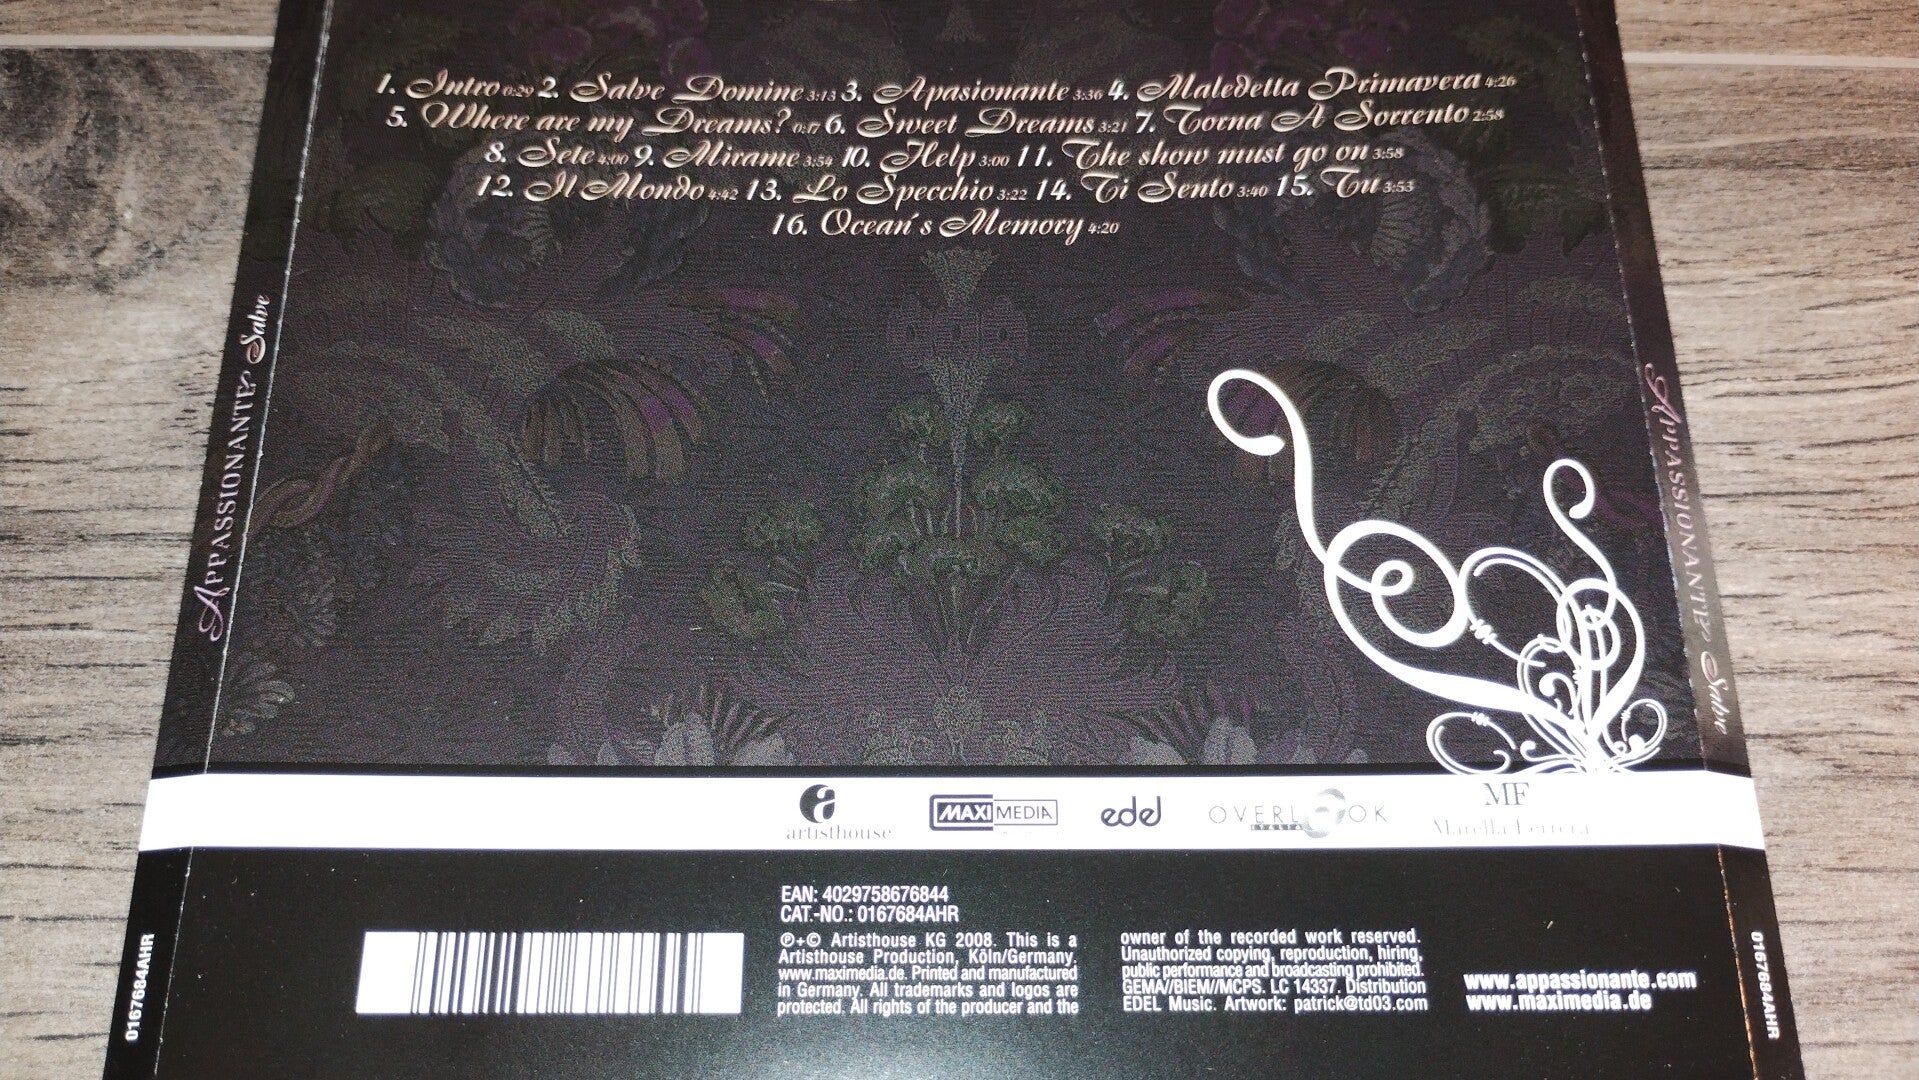 1. Intro 0:29 2. Salve Domine 3:13 3. Apasionante 3:36 4. Maledetta Primavera 4:26
5. Where are my Dreams? 0:17 6. Sweet Dreams 3:21 7. Torna A Sorrento 2:58
8. Sete 4:00 9. Mirame 3:54 10. Help 3:00 11. The show must go on 3:58
12. Il Mondo 4:42 13. Lo Specchio 3:22 14. Ti Sento 3:40 15. Tu 3:53
16. Ocean´s Memory 4:20
APPASSIONANTE Salve
APPASSIONANTE Salve
a
artisthouse
MAXI MEDIA
edel
OVERLOOK
ITALIA
MF
Marella Ferrera
EAN: 4029758676844
CAT.-NO.: 0167684AHR
℗+© Artisthouse KG 2008. This is a
Artisthouse Production, Köln/Germany.
www.maximedia.de. Printed and manufactured
in Germany. All trademarks and logos are
protected. All rights of the producer and the
owner of the recorded work reserved.
Unauthorized copying, reproduction, hiring,
public performance and broadcasting prohibited.
GEMA//BIEM//MCPS. LC 14337. Distribution
EDEL Music. Artwork: patrick@td03.com
www.appassionante.com
www.maximedia.de
0167684AHR
0167684AHR